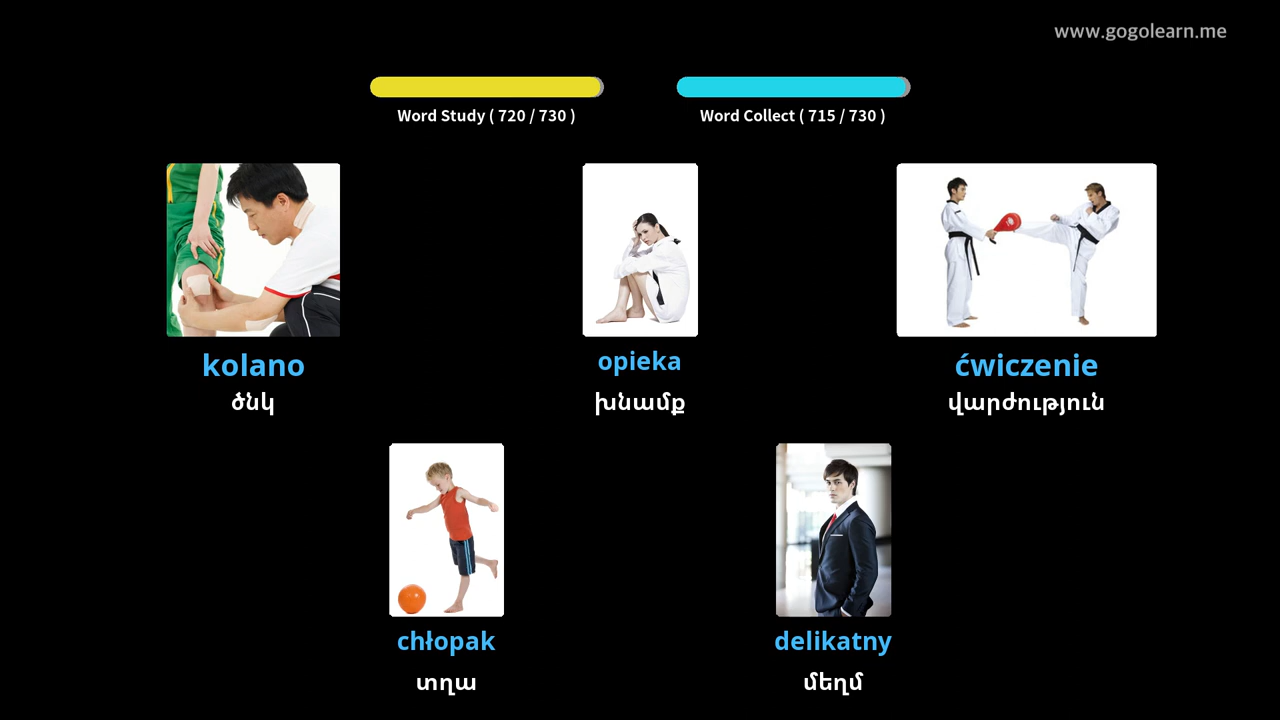 www.gogolearn.me
Word Study ( 720 / 730 )
Word Collect ( 715 / 730 )
kolano
opieka
ćwiczenie
ծնկ
խնամք
վարժություն
chłopak
delikatny
տղա
մեղմ